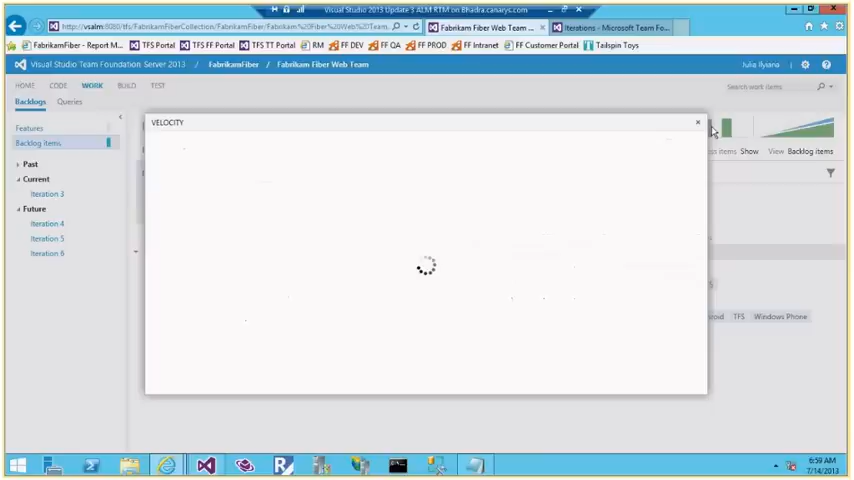 Visual Studio 2013 Update 3 ALM RTM on Bhadra.canarys.com
http://vsalm:8080/tfs/FabrikamFiberCollection/Fabrikam%20Fiber%20Web%20Team...
Fabrikam Fiber Web Team ...
Iterations - Microsoft Team Fo...
FabrikamFiber - Report M...
TFS Portal
TFS FF Portal
TFS TT Portal
RM
FF DEV
FF QA
FF PROD
FF Intranet
FF Customer Portal
Tailspin Toys
Visual Studio Team Foundation Server 2013
FabrikamFiber / Fabrikam Fiber Web Team
HOME CODE WORK BUILD TEST
Search work items
Backlogs Queries
VELOCITY
Features
Backlog items
items Show View Backlog items
Past
Current
Iteration 3
Future
Iteration 4
Iteration 5
Iteration 6
TFS Windows Phone
6:59 AM
7/14/2013